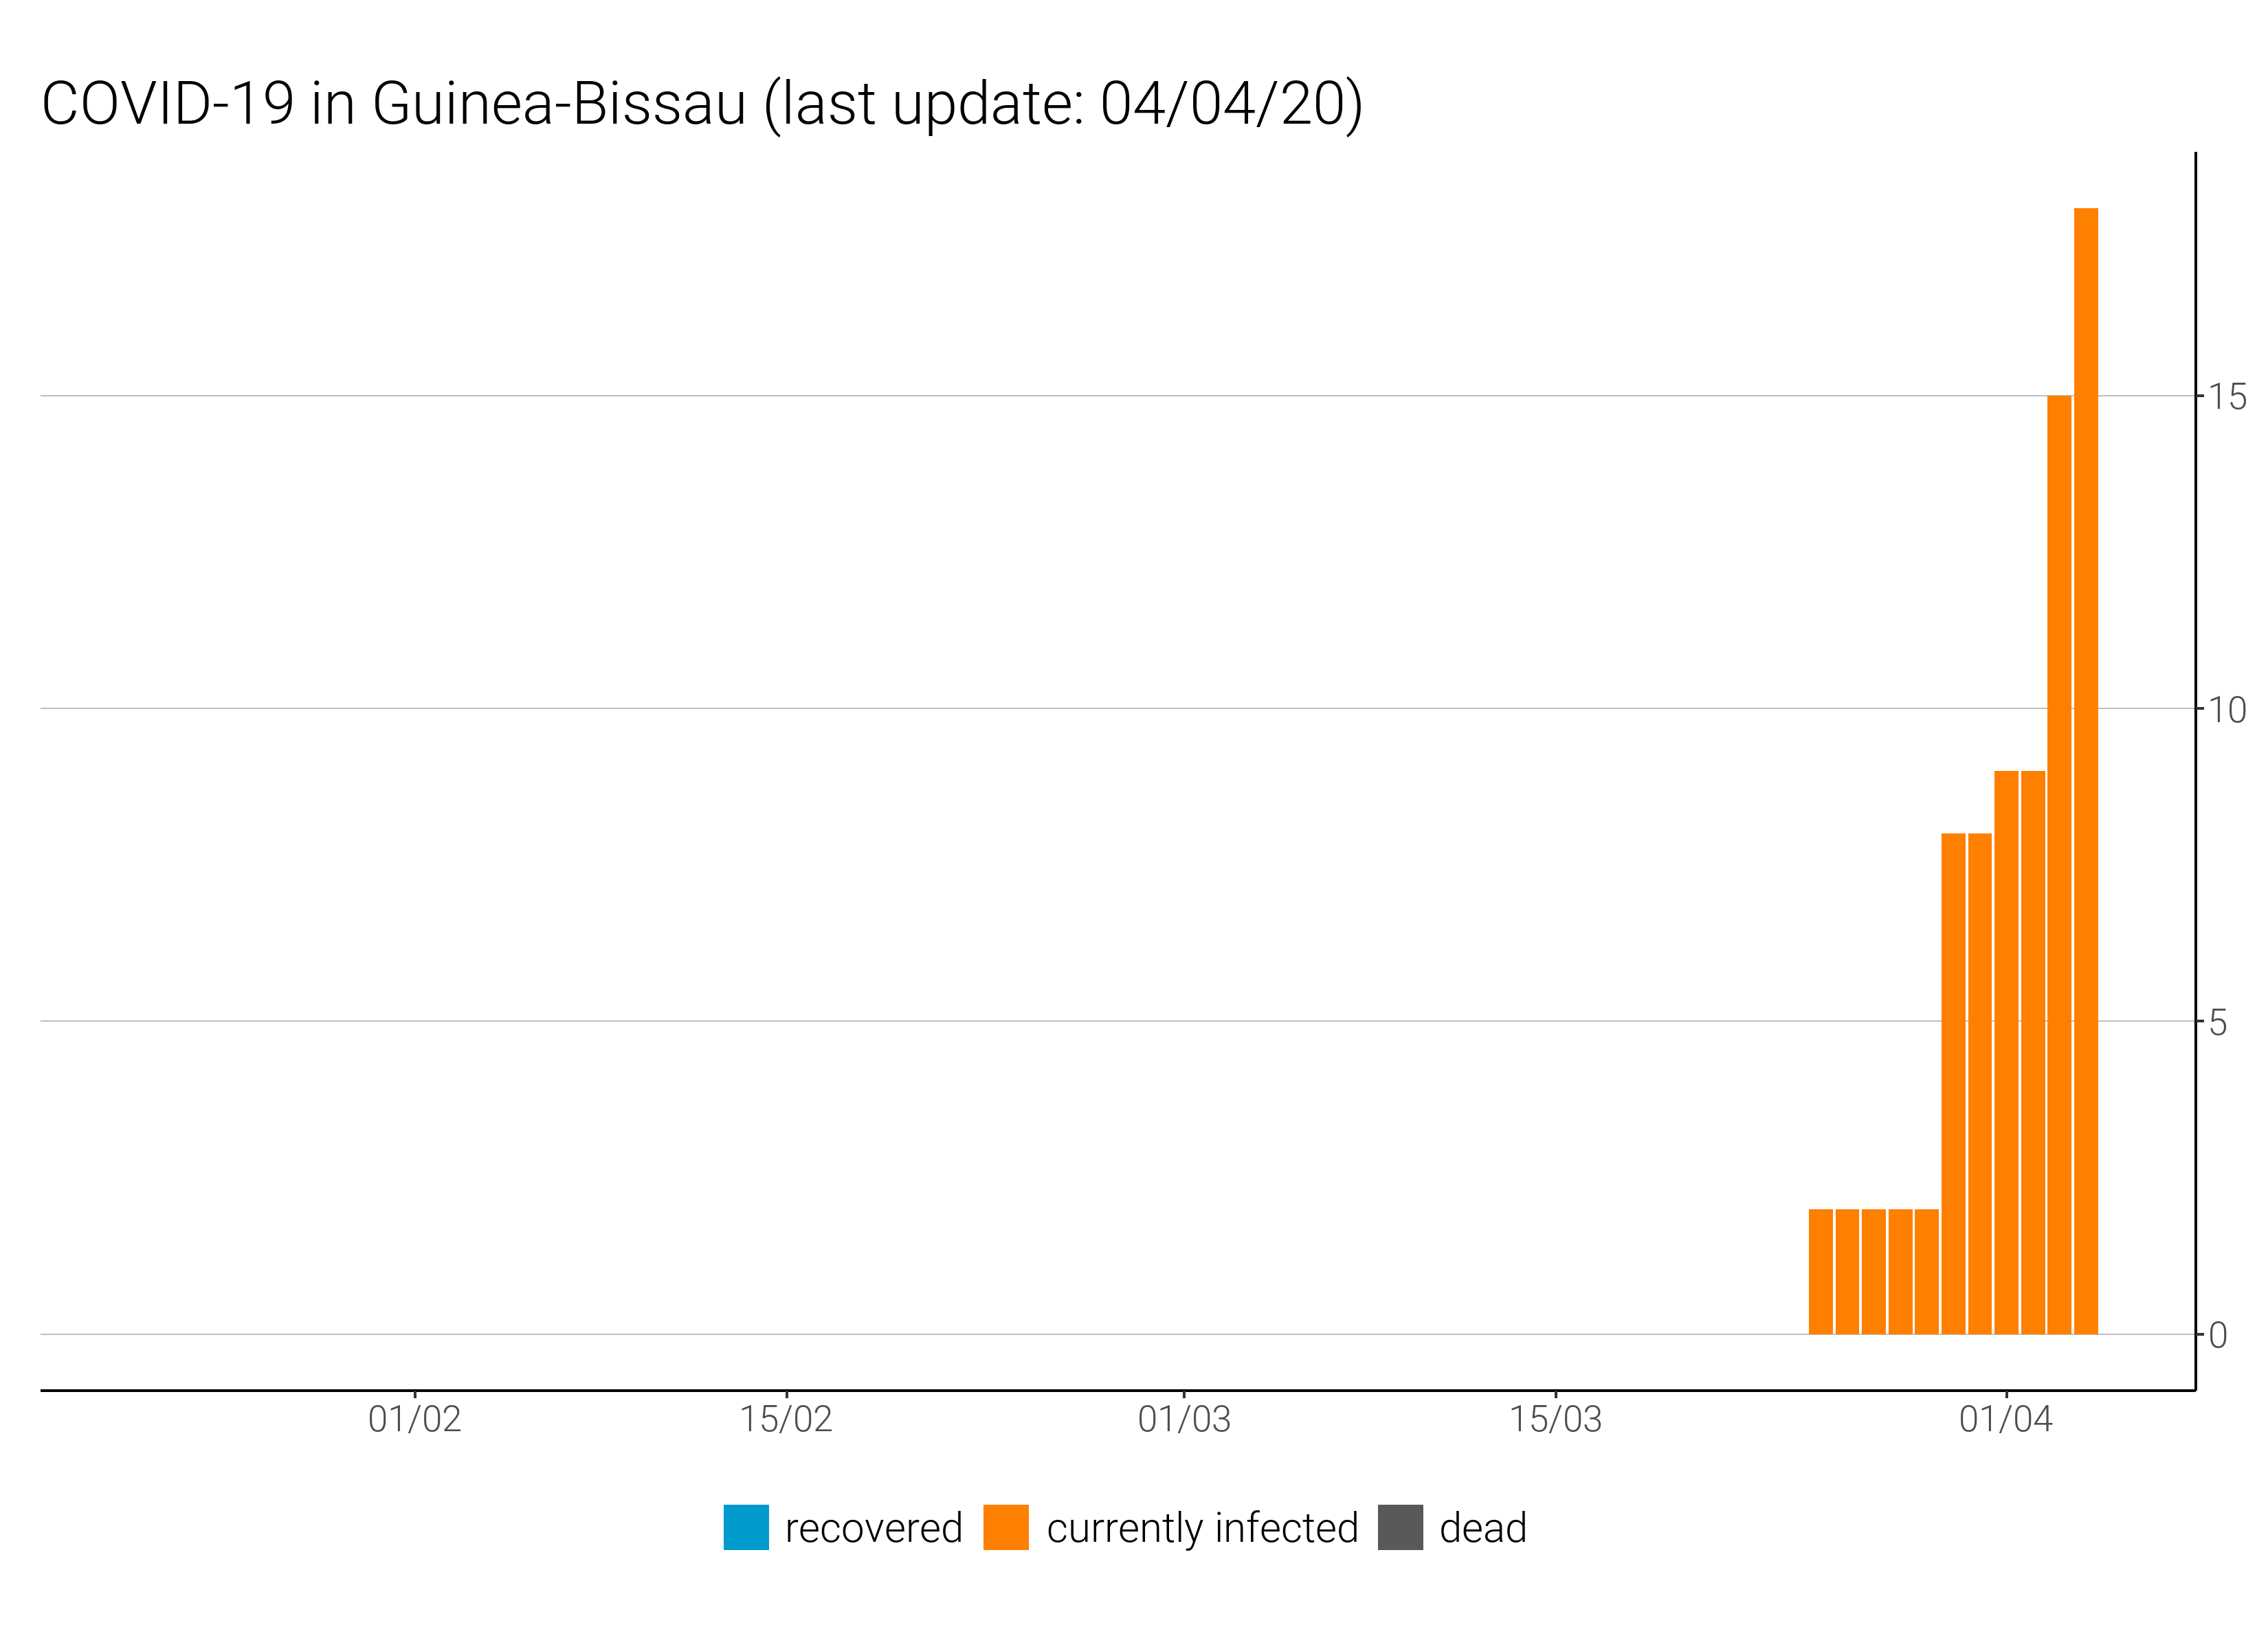 COVID-19 in Guinea-Bissau (last update: 04/04/20)
15
10
5
0
01/02 15/02 01/03 15/03 01/04
recovered currently infected dead